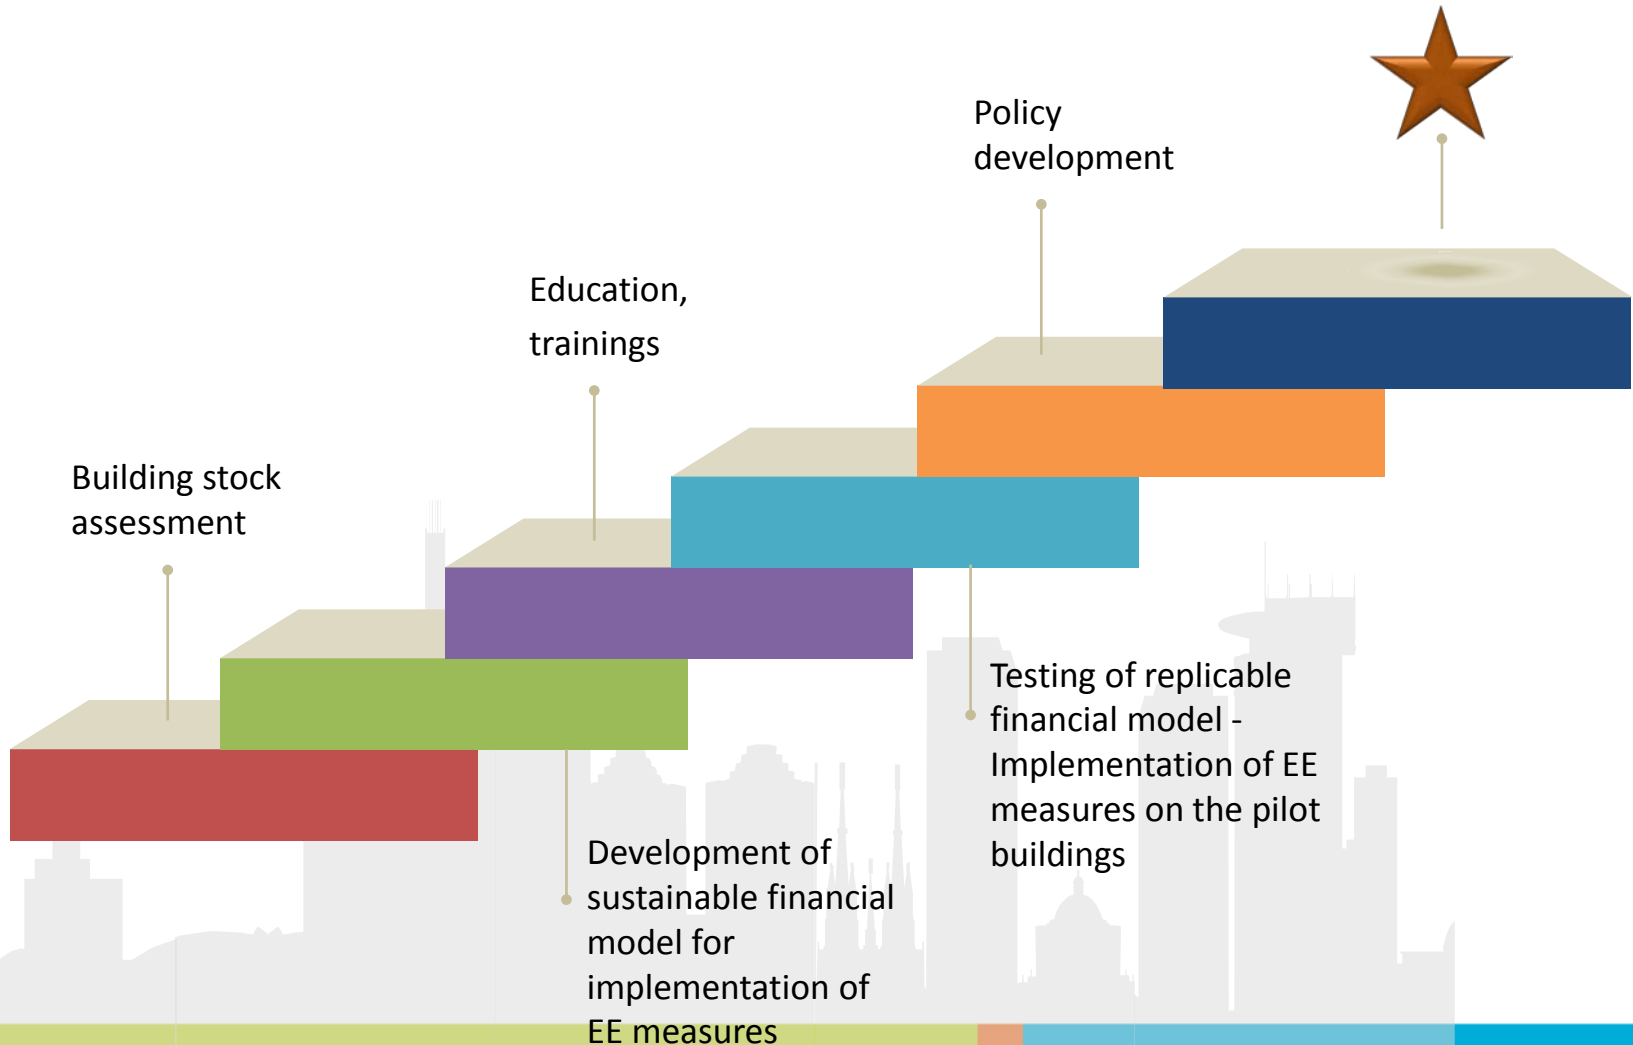 Policy
development
Education,
trainings
Building stock
assessment
Testing of replicable
financial model -
Implementation of EE
measures on the pilot
buildings
Development of
sustainable financial
model for
implementation of
EE measures